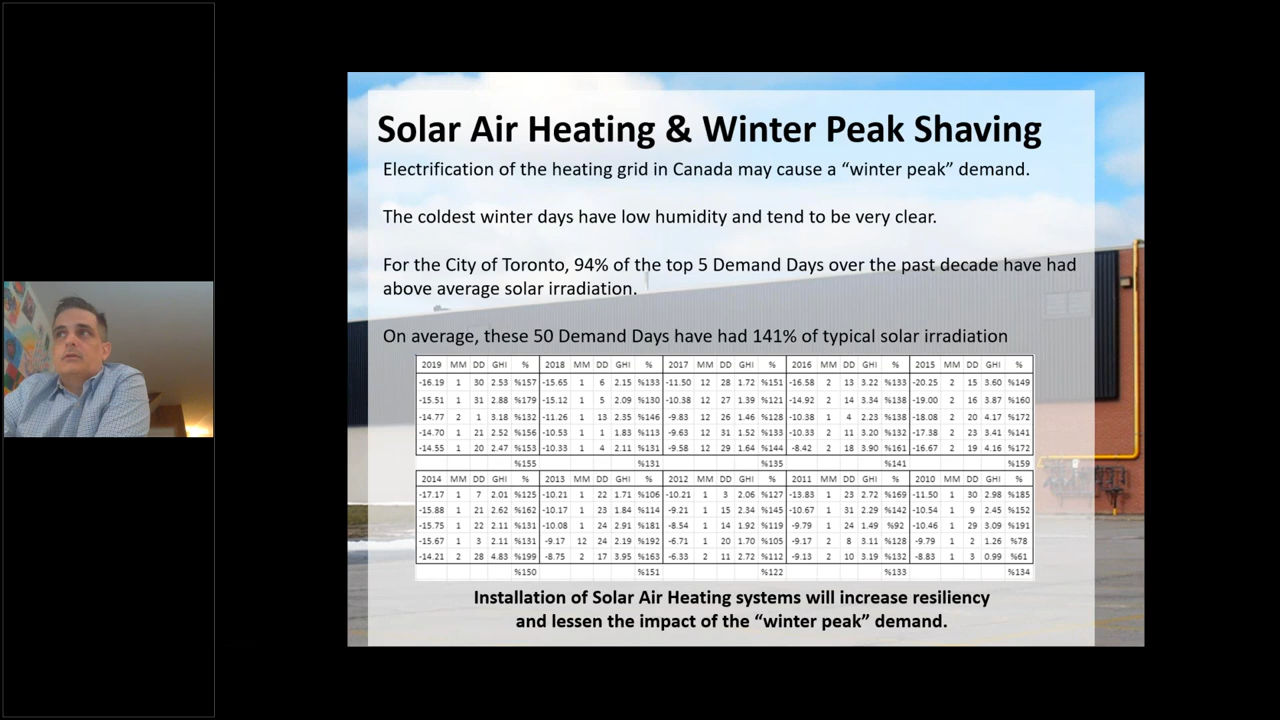 Solar Air Heating & Winter Peak Shaving
Electrification of the heating grid in Canada may cause a “winter peak” demand.
The coldest winter days have low humidity and tend to be very clear.
For the City of Toronto, 94% of the top 5 Demand Days over the past decade have had
above average solar irradiation.
On average, these 50 Demand Days have had 141% of typical solar irradiation
2019 MM DD GHI % 2018 MM DD GHI % 2017 MM DD GHI % 2016 MM DD GHI % 2015 MM DD GHI %
-16.19 1 30 2.53 %157 -15.65 1 6 2.15 %133 -11.50 12 28 1.72 %151 -16.58 2 13 3.22 %133 -20.25 2 15 3.60 %149
-15.51 1 31 2.88 %179 -15.12 1 5 2.09 %130 -10.38 12 27 1.39 %121 -14.92 2 14 3.34 %138 -19.00 2 16 3.87 %160
-14.77 2 1 3.18 %132 -11.26 1 13 2.35 %146 -9.83 12 26 1.46 %128 -10.38 1 4 2.23 %138 -18.08 2 20 4.17 %172
-14.70 1 21 2.52 %156 -10.53 1 1 1.83 %113 -9.63 12 31 1.52 %133 -10.33 2 11 3.20 %132 -17.38 2 23 3.41 %141
-14.55 1 20 2.47 %153 -10.33 1 4 2.11 %131 -9.58 12 29 1.64 %144 -8.42 2 18 3.90 %161 -16.67 2 19 4.16 %172
%155 %131 %135 %141 %159
2014 MM DD GHI % 2013 MM DD GHI % 2012 MM DD GHI % 2011 MM DD GHI % 2010 MM DD GHI %
-17.17 1 7 2.01 %125 -10.21 1 22 1.71 %106 -10.21 1 3 2.06 %127 -13.83 1 23 2.72 %169 -11.50 1 30 2.98 %185
-15.88 1 21 2.62 %162 -10.17 1 23 1.84 %114 -9.21 1 15 2.34 %145 -10.67 1 31 2.29 %142 -10.54 1 9 2.45 %152
-15.75 1 22 2.11 %131 -10.08 1 24 2.91 %181 -8.54 1 14 1.92 %119 -9.79 1 24 1.49 %92 -10.46 1 29 3.09 %191
-15.67 1 3 2.11 %131 -9.17 12 24 2.19 %192 -6.71 1 20 1.70 %105 -9.17 2 8 3.11 %128 -9.79 1 2 1.26 %78
-14.21 2 28 4.83 %199 -8.75 2 17 3.95 %163 -6.33 2 11 2.72 %112 -9.13 2 10 3.19 %132 -8.83 1 3 0.99 %61
%150 %151 %122 %133 %134
Installation of Solar Air Heating systems will increase resiliency
and lessen the impact of the “winter peak” demand.